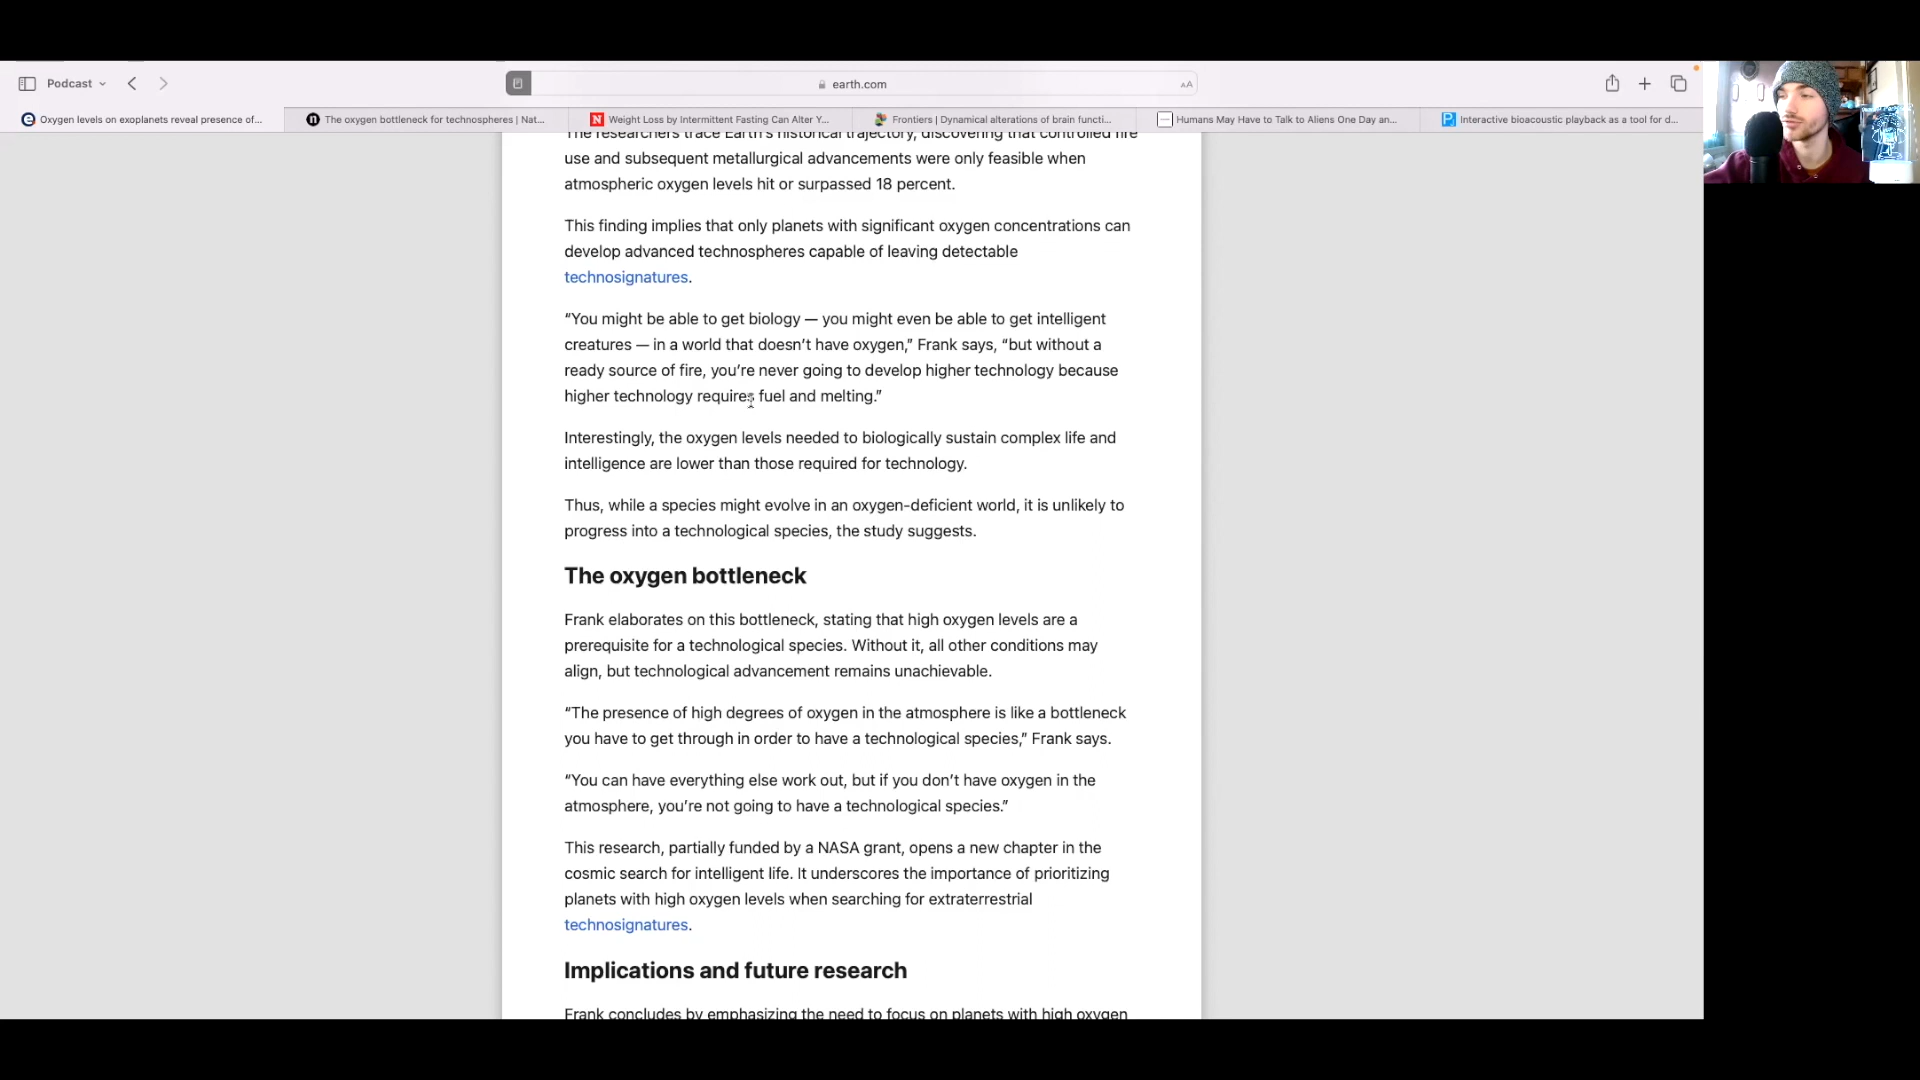 Podcast
earth.com
AA
Oxygen levels on exoplanets reveal presence of...
The oxygen bottleneck for technospheres | Nat...
Weight Loss by Intermittent Fasting Can Alter Y...
Frontiers | Dynamical alterations of brain functi...
Humans May Have to Talk to Aliens One Day an...
Interactive bioacoustic playback as a tool for d...
The researchers trace Earth's historical trajectory, discovering that controlled fire
use and subsequent metallurgical advancements were only feasible when
atmospheric oxygen levels hit or surpassed 18 percent.
This finding implies that only planets with significant oxygen concentrations can
develop advanced technospheres capable of leaving detectable
technosignatures.
“You might be able to get biology — you might even be able to get intelligent
creatures — in a world that doesn’t have oxygen,” Frank says, “but without a
ready source of fire, you’re never going to develop higher technology because
higher technology requires fuel and melting.”
Interestingly, the oxygen levels needed to biologically sustain complex life and
intelligence are lower than those required for technology.
Thus, while a species might evolve in an oxygen-deficient world, it is unlikely to
progress into a technological species, the study suggests.
The oxygen bottleneck
Frank elaborates on this bottleneck, stating that high oxygen levels are a
prerequisite for a technological species. Without it, all other conditions may
align, but technological advancement remains unachievable.
“The presence of high degrees of oxygen in the atmosphere is like a bottleneck
you have to get through in order to have a technological species,” Frank says.
“You can have everything else work out, but if you don’t have oxygen in the
atmosphere, you’re not going to have a technological species.”
This research, partially funded by a NASA grant, opens a new chapter in the
cosmic search for intelligent life. It underscores the importance of prioritizing
planets with high oxygen levels when searching for extraterrestrial
technosignatures.
Implications and future research
Frank concludes by emphasizing the need to focus on planets with high oxygen